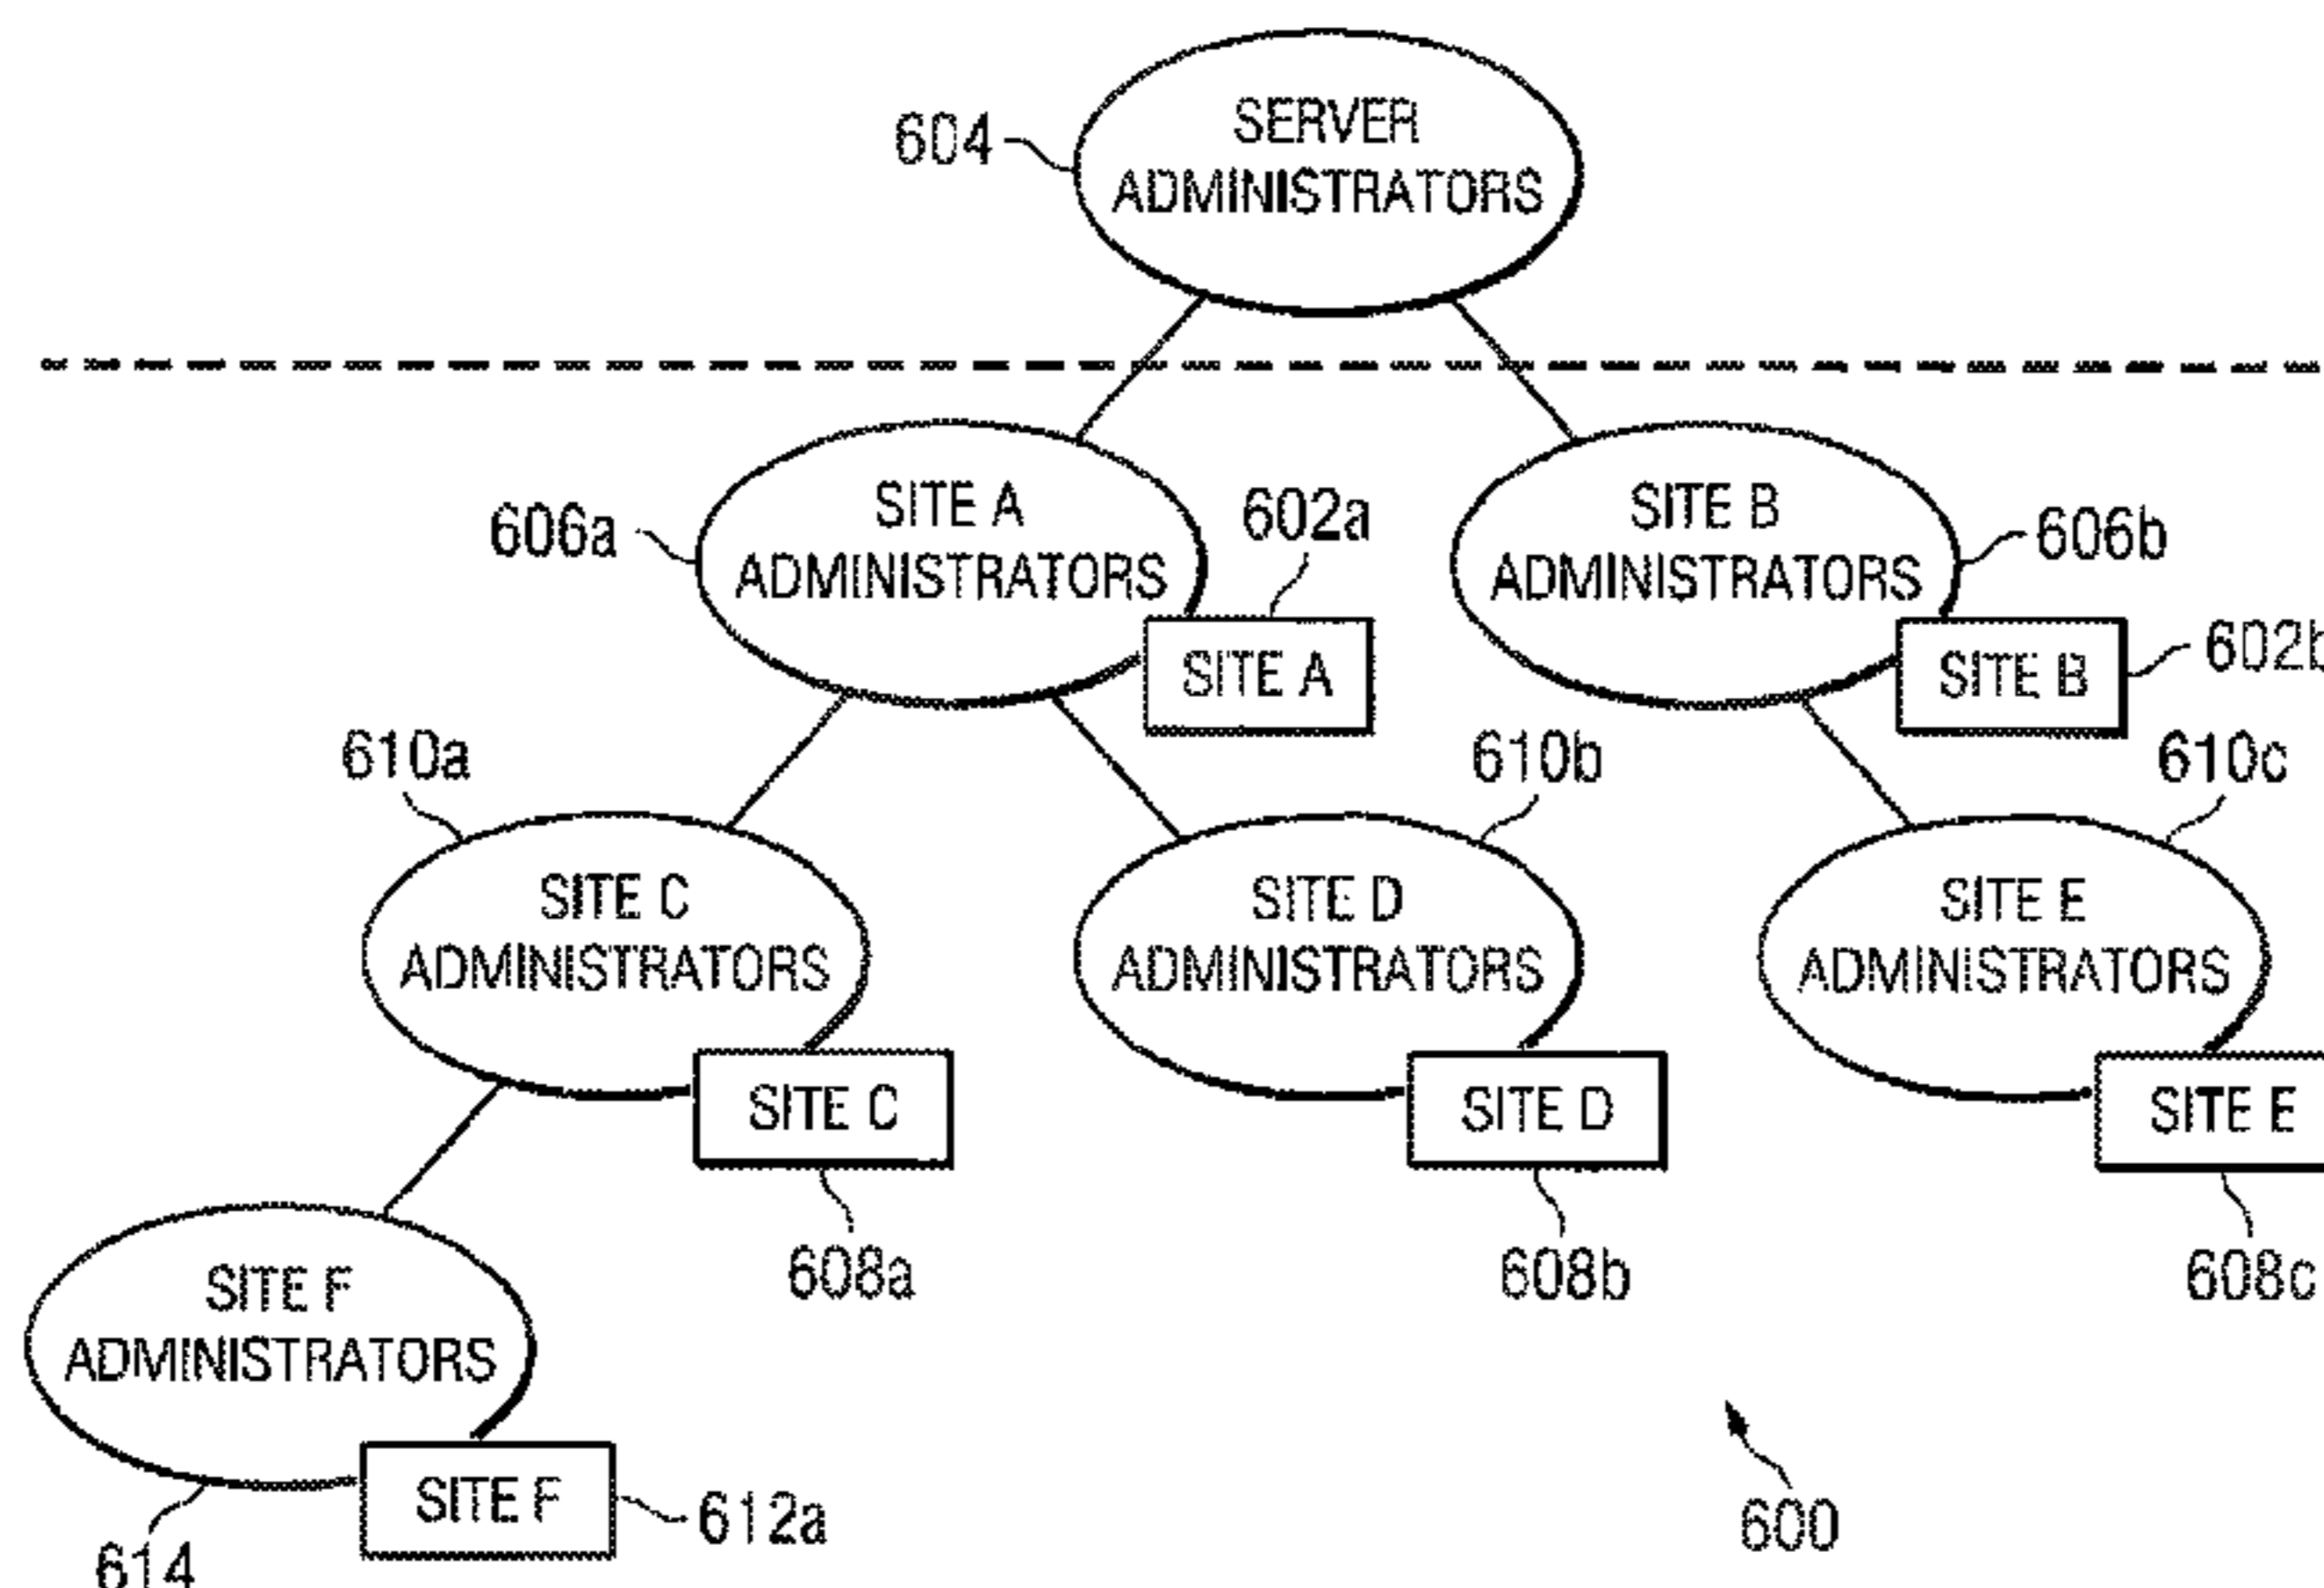 604
SERVER
ADMINISTRATORS
606a
SITE A
ADMINISTRATORS
602a
SITE A
SITE B
ADMINISTRATORS
606b
SITE B
602b
610a
SITE C
ADMINISTRATORS
SITE C
608a
610b
SITE D
ADMINISTRATORS
SITE D
608b
610c
SITE E
ADMINISTRATORS
SITE E
608c
SITE F
ADMINISTRATORS
SITE F
612a
614
600